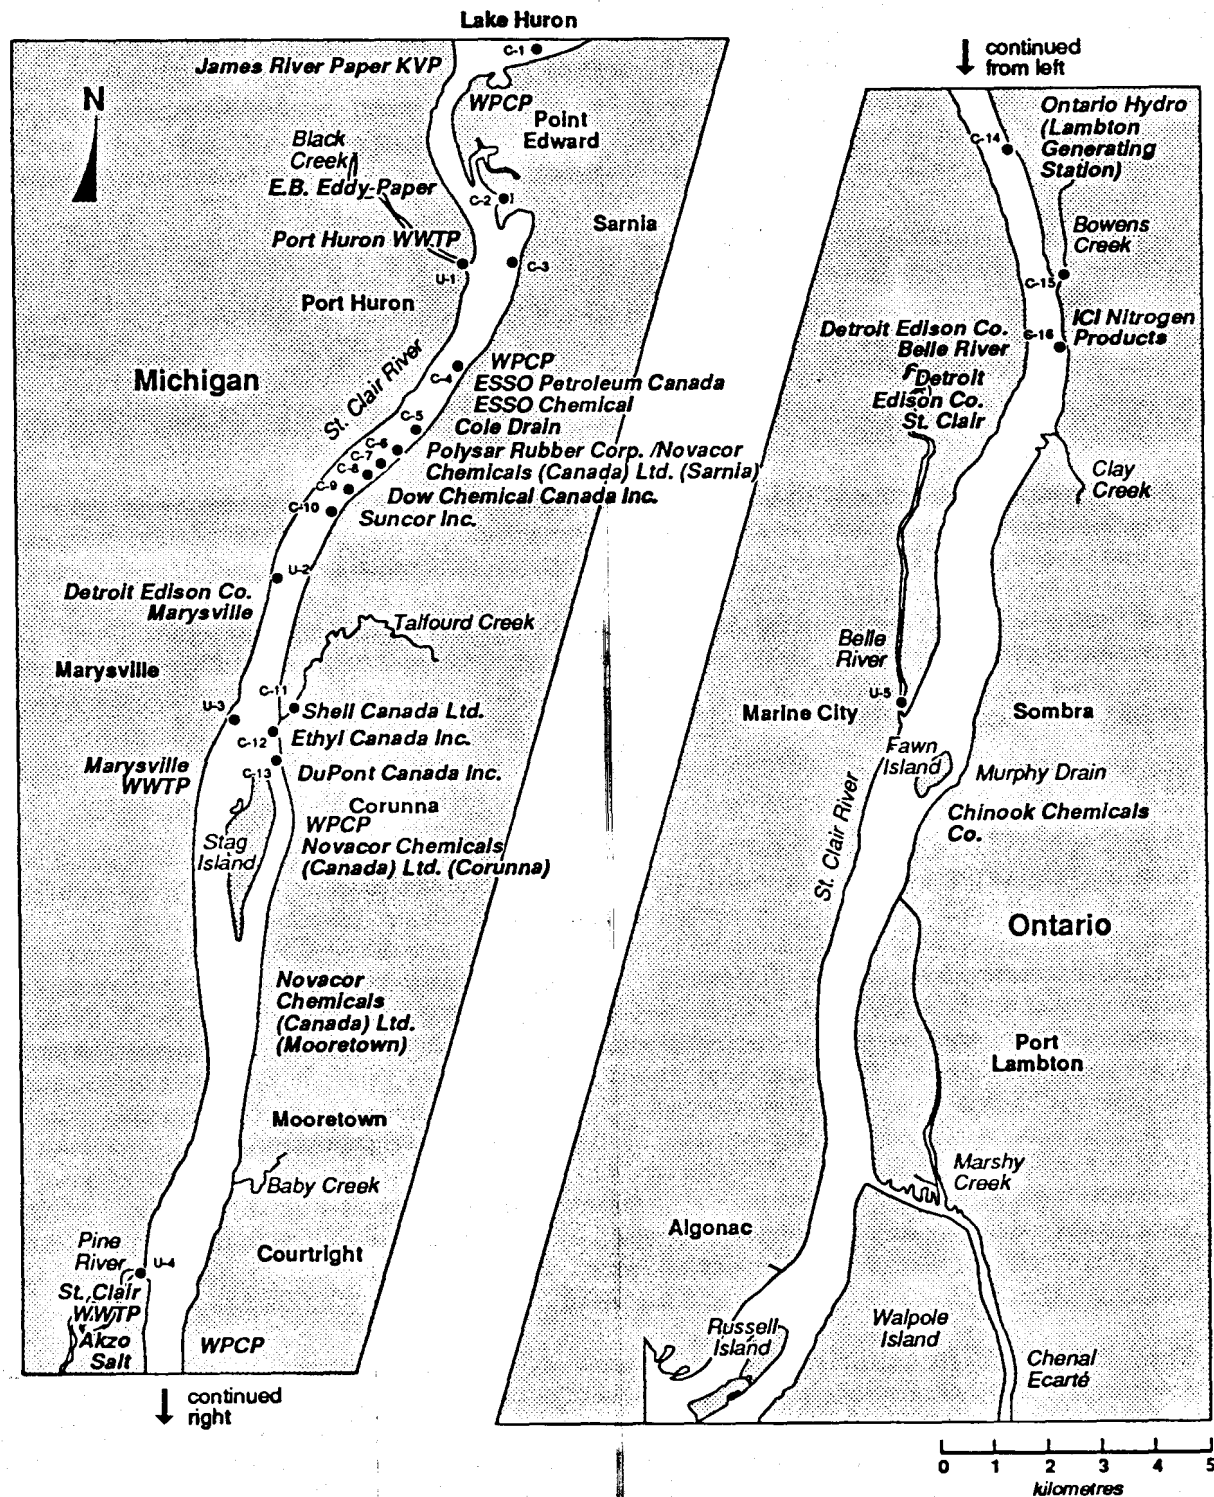 Lake Huron
C-1
James River Paper KVP
N
WPCP
Point
Edward
Black
Creek
E.B. Eddy-Paper
C-2
Sarnia
Port Huron WWTP
U-1
C-3
Port Huron
St. Clair River
Michigan
C-4
WPCP
ESSO Petroleum Canada
ESSO Chemical
C-5
Cole Drain
C-6
C-7
C-8
Polysar Rubber Corp. /Novacor
Chemicals (Canada) Ltd. (Sarnia)
C-9
Dow Chemical Canada Inc.
C-10
Suncor Inc.
U-2
Detroit Edison Co.
Marysville
Talfourd Creek
Marysville
C-11
U-3
Shell Canada Ltd.
C-12
Ethyl Canada Inc.
Marysville
WWTP
C-13
DuPont Canada Inc.
Corunna
WPCP
Stag
Island
Novacor Chemicals
(Canada) Ltd. (Corunna)
Novacor
Chemicals
(Canada) Ltd.
(Mooretown)
Mooretown
Baby Creek
Pine
River
U-4
Courtright
St. Clair
WWTP
Akzo
Salt
WPCP
continued
right
continued
from left
C-14
Ontario Hydro
(Lambton
Generating
Station)
Bowens
Creek
C-15
ICI Nitrogen
Products
C-16
Detroit Edison Co.
Belle River
Detroit
Edison Co.
St. Clair
Clay
Creek
Belle
River
U-5
Marine City
Sombra
Fawn
Island
Murphy Drain
Chinook Chemicals
Co.
St. Clair River
Ontario
Port
Lambton
Marshy
Creek
Algonac
Russell
Island
Walpole
Island
Chenal
Ecarté
0 1 2 3 4 5
kilometres